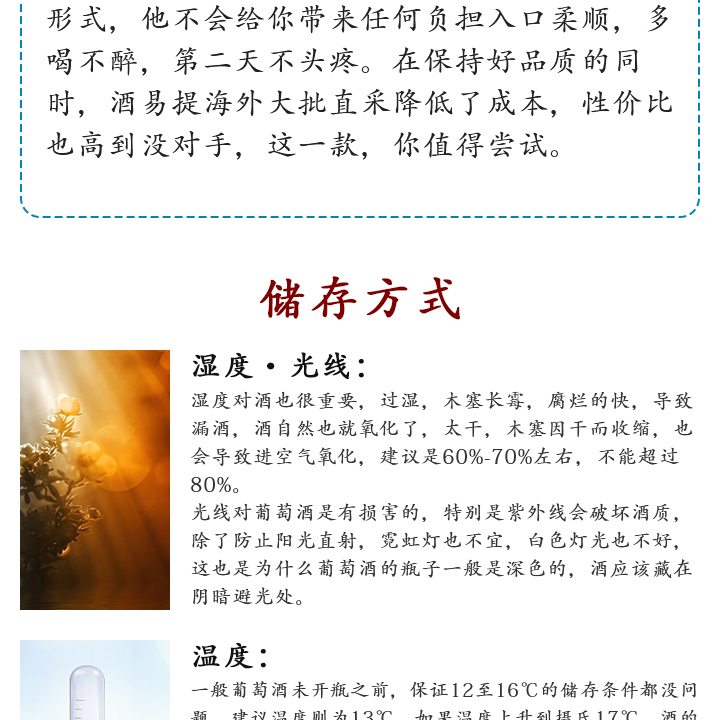 形式，他不会给你带来任何负担入口柔顺，多
喝不醉，第二天不头疼。在保持好品质的同
时，酒易提海外大批直采降低了成本，性价比
也高到没对手，这一款，你值得尝试。
储存方式
湿度·光线：
湿度对酒也很重要，过湿，木塞长霉，腐烂的快，导致
漏酒，酒自然也就氧化了，太干，木塞因干而收缩，也
会导致进空气氧化，建议是60%-70%左右，不能超过
80%。
光线对葡萄酒是有损害的，特别是紫外线会破坏酒质，
除了防止阳光直射，霓虹灯也不宜，白色灯光也不好，
这也是为什么葡萄酒的瓶子一般是深色的，酒应该藏在
阴暗避光处。
温度：
一般葡萄酒未开瓶之前，保证12至16℃的储存条件都没问
题，建议温度则为13℃，如果温度上升到摄氏17℃，酒的